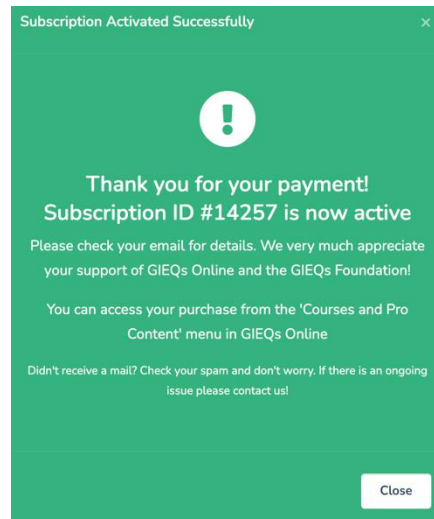 Subscription Activated Successfully ×
!
Thank you for your payment!
Subscription ID #14257 is now active
Please check your email for details. We very much appreciate
your support of GIEQs Online and the GIEQs Foundation!
You can access your purchase from the 'Courses and Pro
Content' menu in GIEQs Online
Didn't receive a mail? Check your spam and don't worry. If there is an ongoing
issue please contact us!
Close